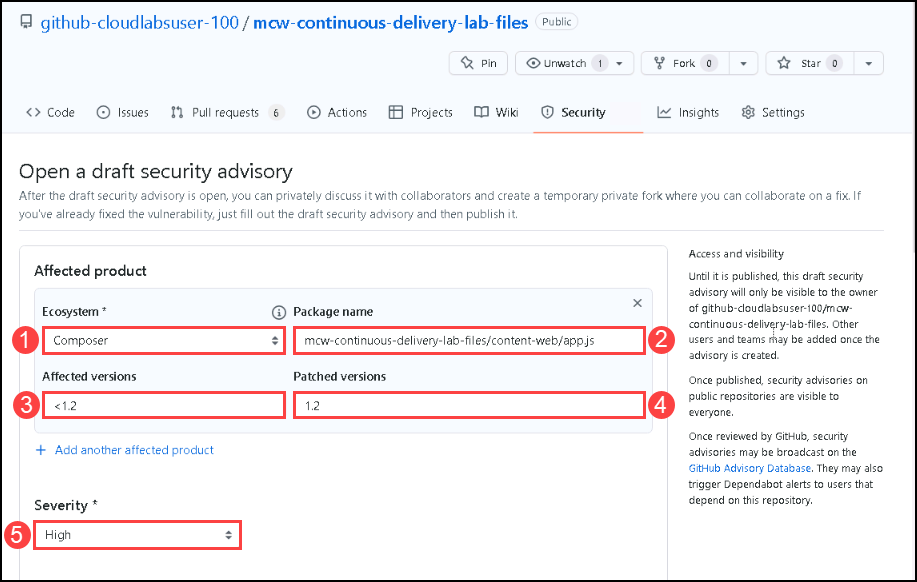 github-cloudlabsuser-100 / mcw-continuous-delivery-lab-files Public
Pin Unwatch 1 Fork 0 Star 0
Code Issues Pull requests 6 Actions Projects Wiki Security Insights Settings
Open a draft security advisory
After the draft security advisory is open, you can privately discuss it with collaborators and create a temporary private fork where you can collaborate on a fix. If
you've already fixed the vulnerability, just fill out the draft security advisory and then publish it.
Affected product
Ecosystem * Package name
1 Composer mcw-continuous-delivery-lab-files/content-web/app.js 2
Affected versions Patched versions
3 <1.2 1.2 4
+ Add another affected product
Severity *
5 High
Access and visibility
Until it is published, this draft security
advisory will only be visible to the owner
of github-cloudlabsuser-100/mcw-
continuous-delivery-lab-files. Other
users and teams may be added once the
advisory is created.
Once published, security advisories on
public repositories are visible to
everyone.
Once reviewed by GitHub, security
advisories may be broadcast on the
GitHub Advisory Database. They may also
trigger Dependabot alerts to users that
depend on this repository.